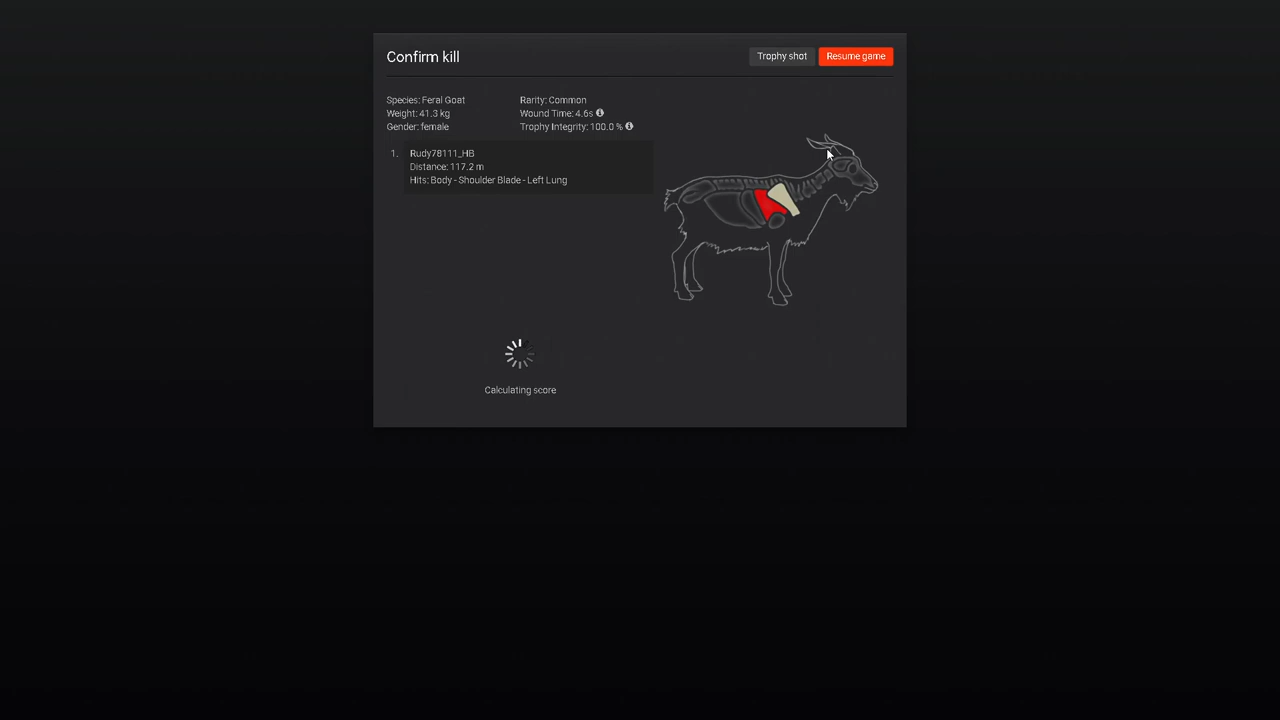 Confirm kill
Trophy shot
Resume game
Species: Feral Goat
Rarity: Common
Weight: 41.3 kg
Wound Time: 4.6s
Gender: female
Trophy Integrity: 100.0 %
1. Rudy78111_HB
Distance: 117.2 m
Hits: Body - Shoulder Blade - Left Lung
Calculating score